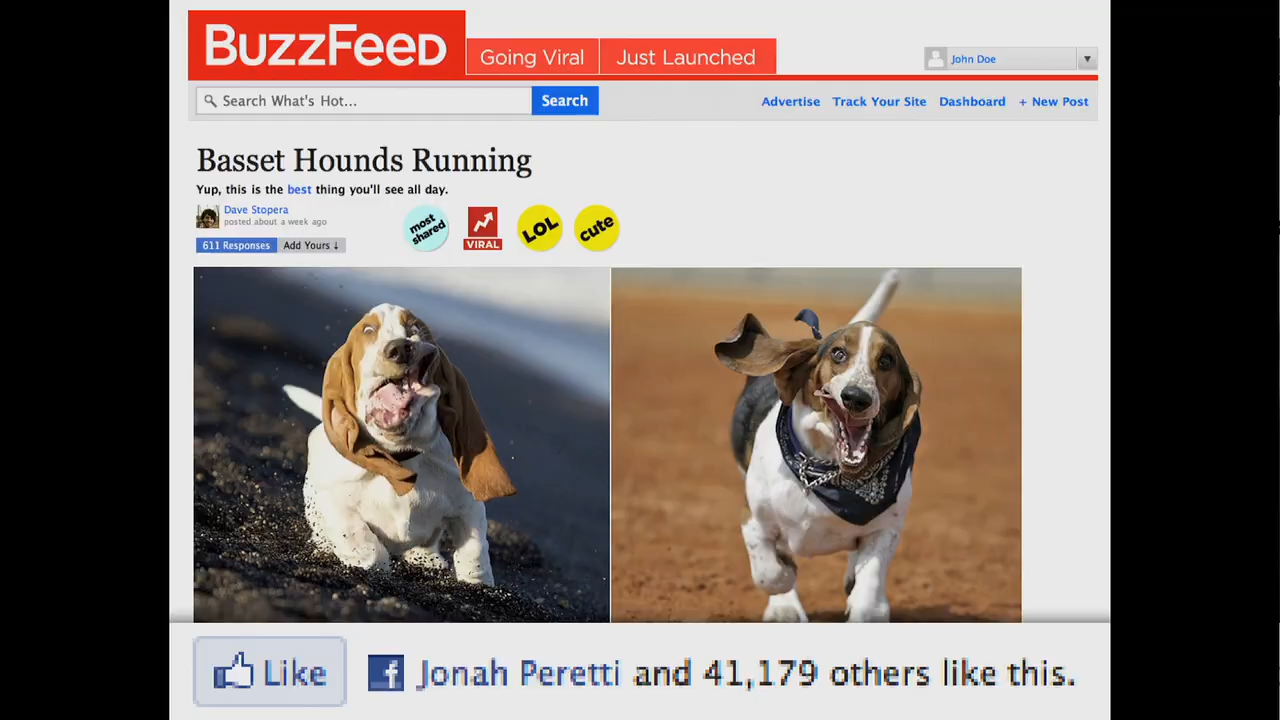 BuzzFeed
Going Viral
Just Launched
John Doe
Search What's Hot...
Search
Advertise
Track Your Site
Dashboard
+ New Post
Basset Hounds Running
Yup, this is the best thing you'll see all day.
Dave Stopera
posted about a week ago
611 Responses
Add Yours ↓
most
shared
VIRAL
LOL
cute
Like
f
Jonah Peretti and 41,179 others like this.